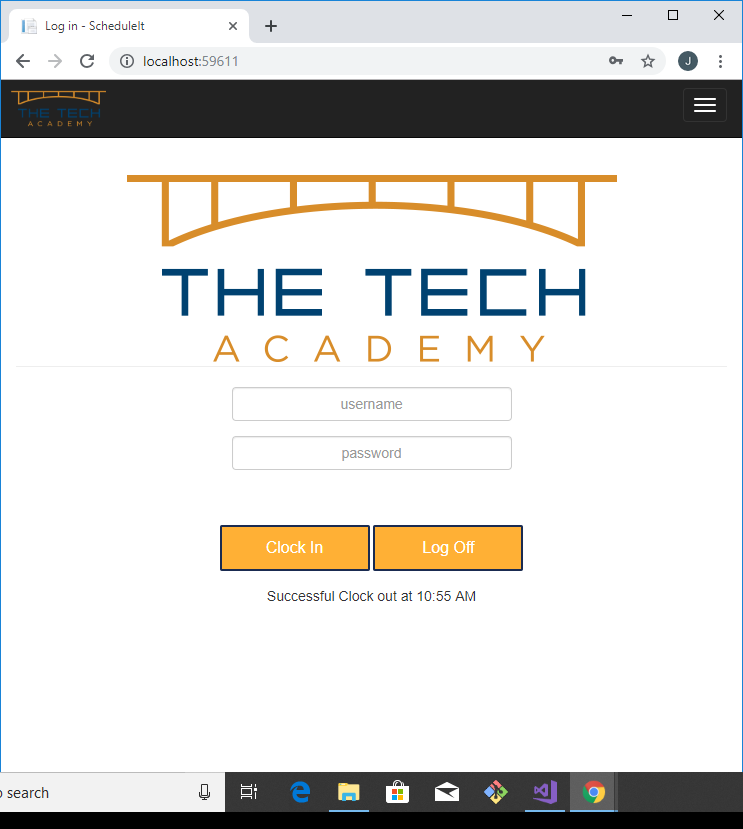 Log in - ScheduleIt
localhost:59611
J
THE TECH
ACADEMY
THE TECH
ACADEMY
username
password
Clock In
Log Off
Successful Clock out at 10:55 AM
search